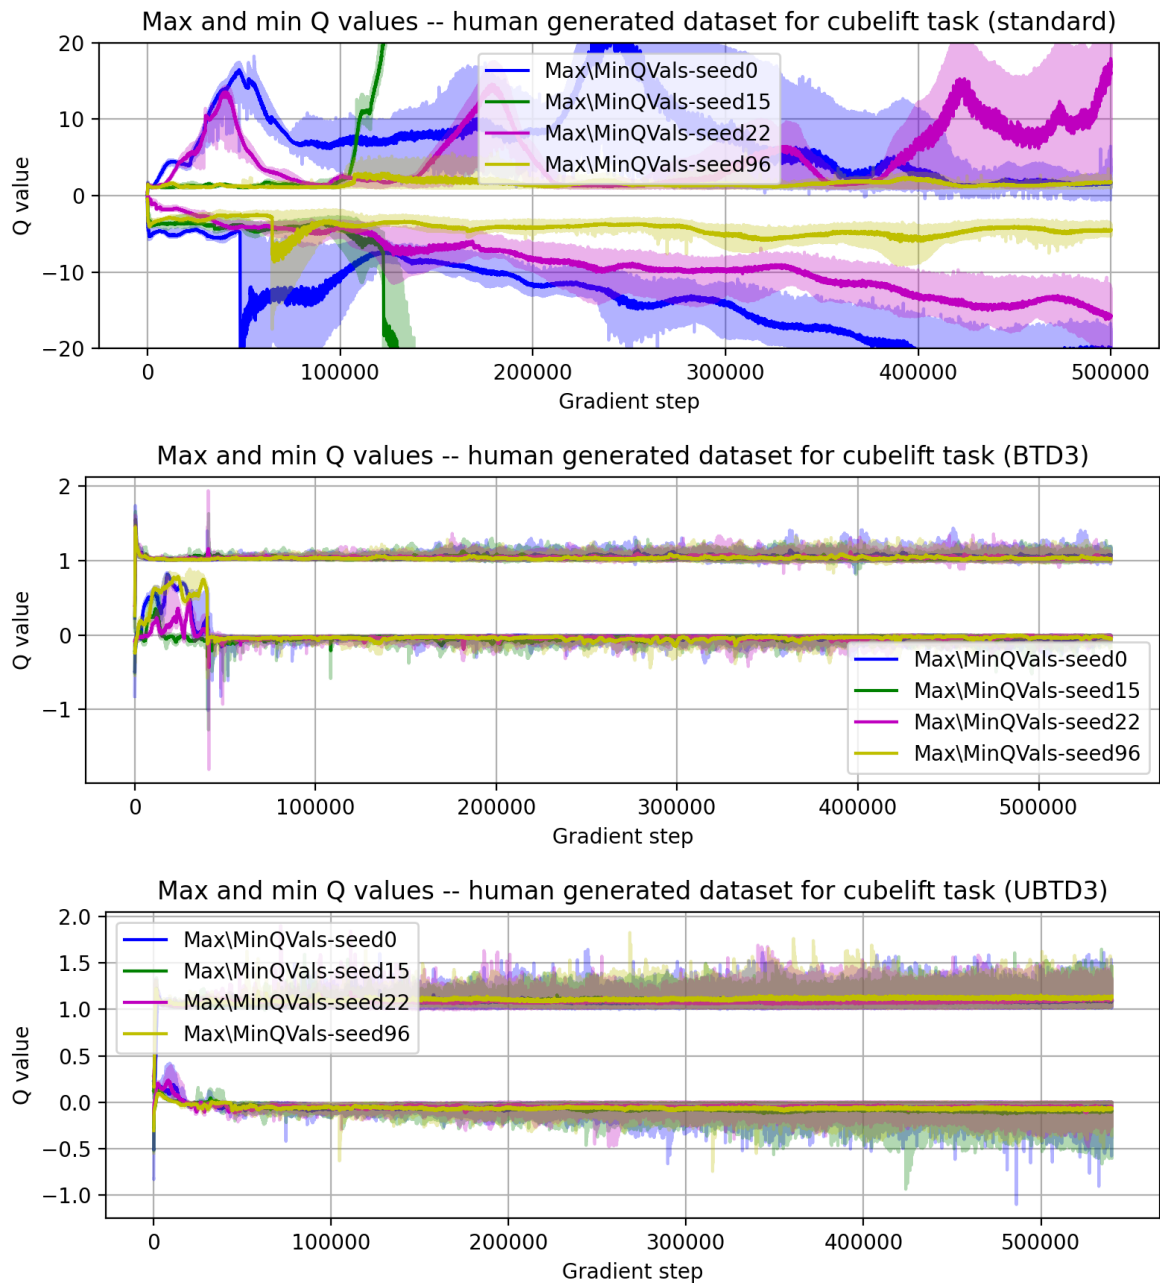 Max and min Q values -- human generated dataset for cubelift task (standard)
20
10
0
−10
−20
Q value
Max\MinQVals-seed0
Max\MinQVals-seed15
Max\MinQVals-seed22
Max\MinQVals-seed96
0 100000 200000 300000 400000 500000
Gradient step
Max and min Q values -- human generated dataset for cubelift task (BTD3)
2
1
0
−1
Q value
Max\MinQVals-seed0
Max\MinQVals-seed15
Max\MinQVals-seed22
Max\MinQVals-seed96
0 100000 200000 300000 400000 500000
Gradient step
Max and min Q values -- human generated dataset for cubelift task (UBTD3)
2.0
1.5
1.0
0.5
0.0
−0.5
−1.0
Q value
Max\MinQVals-seed0
Max\MinQVals-seed15
Max\MinQVals-seed22
Max\MinQVals-seed96
0 100000 200000 300000 400000 500000
Gradient step